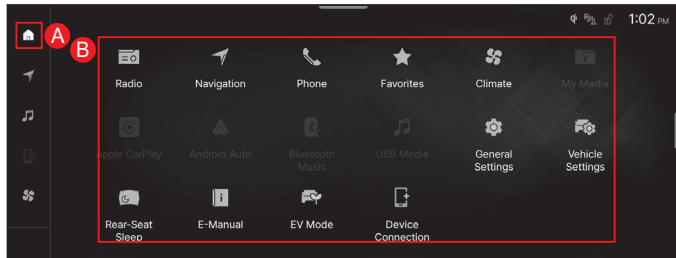 1:02 PM
A
B
Radio
Navigation
Phone
Favorites
Climate
My Media
Apple CarPlay
Android Auto
Bluetooth
Music
USB Media
General
Settings
Vehicle
Settings
Rear-Seat
Sleep
E-Manual
EV Mode
Device
Connection